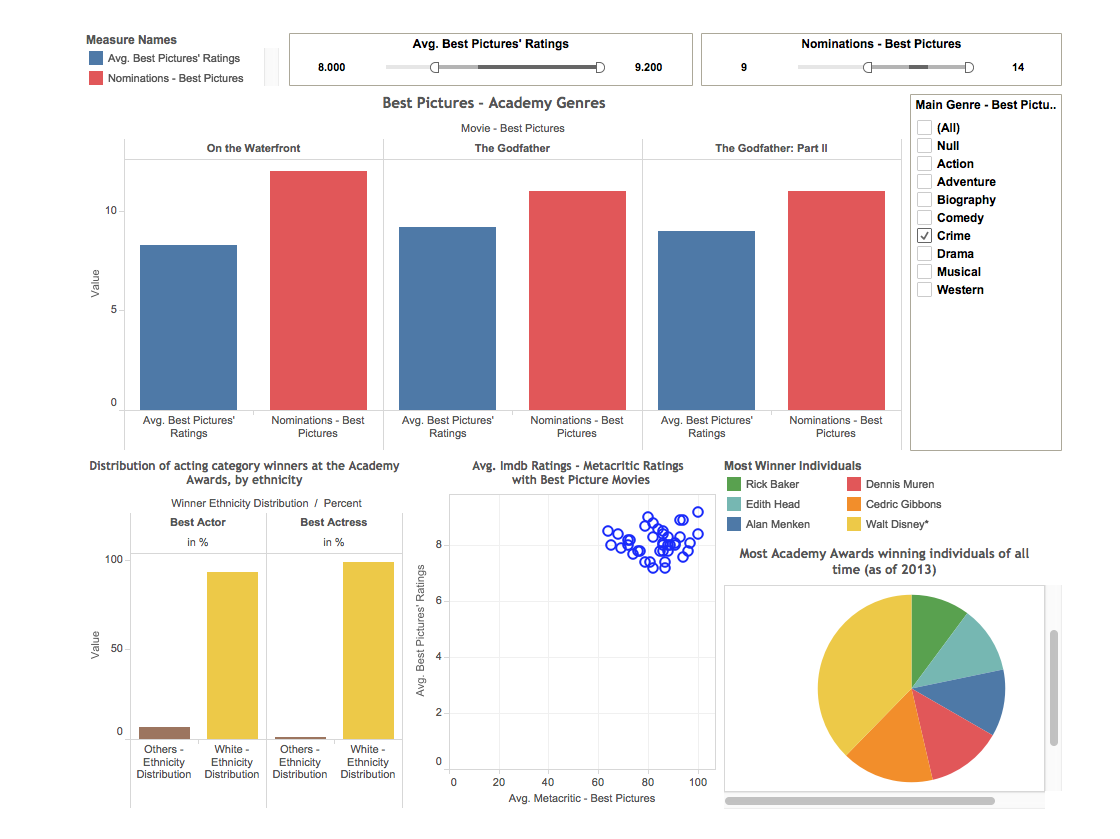 Measure Names
Avg. Best Pictures' Ratings
Nominations - Best Pictures
Avg. Best Pictures' Ratings
8.000
9.200
Nominations - Best Pictures
9
14
Best Pictures - Academy Genres
Movie - Best Pictures
On the Waterfront
The Godfather
The Godfather: Part II
Value
10
5
0
Avg. Best Pictures'
Ratings
Nominations - Best
Pictures
Avg. Best Pictures'
Ratings
Nominations - Best
Pictures
Avg. Best Pictures'
Ratings
Nominations - Best
Pictures
Main Genre - Best Pictu..
(All)
Null
Action
Adventure
Biography
Comedy
Crime
Drama
Musical
Western
Distribution of acting category winners at the Academy
Awards, by ethnicity
Winner Ethnicity Distribution / Percent
Best Actor
Best Actress
in %
in %
Value
100
50
0
Others -
Ethnicity
Distribution
White -
Ethnicity
Distribution
Others -
Ethnicity
Distribution
White -
Ethnicity
Distribution
Avg. Imdb Ratings - Metacritic Ratings
with Best Picture Movies
Avg. Best Pictures' Ratings
8
6
4
2
0
0
20
40
60
80
100
Avg. Metacritic - Best Pictures
Most Winner Individuals
Rick Baker
Dennis Muren
Edith Head
Cedric Gibbons
Alan Menken
Walt Disney*
Most Academy Awards winning individuals of all
time (as of 2013)